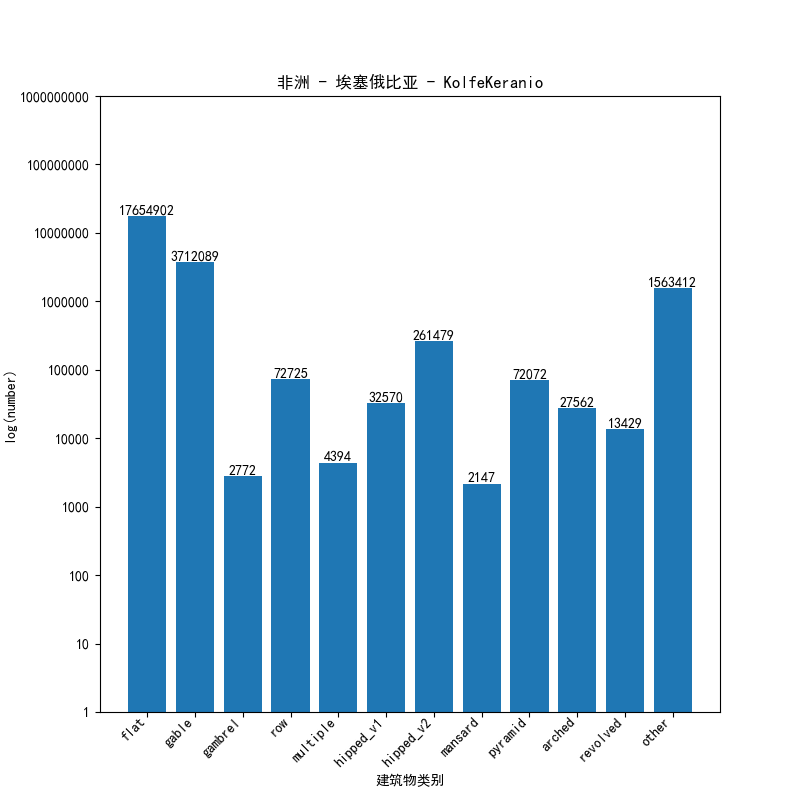 非洲 - 埃塞俄比亚 - KolfeKeranio
1000000000
100000000
10000000
1000000
100000
10000
1000
100
10
1
log(number)
17654902
3712089
2772
72725
4394
32570
261479
2147
72072
27562
13429
1563412
flat
gable
gambrel
row
multiple
hipped_v1
hipped_v2
mansard
pyramid
arched
revolved
other
建筑物类别